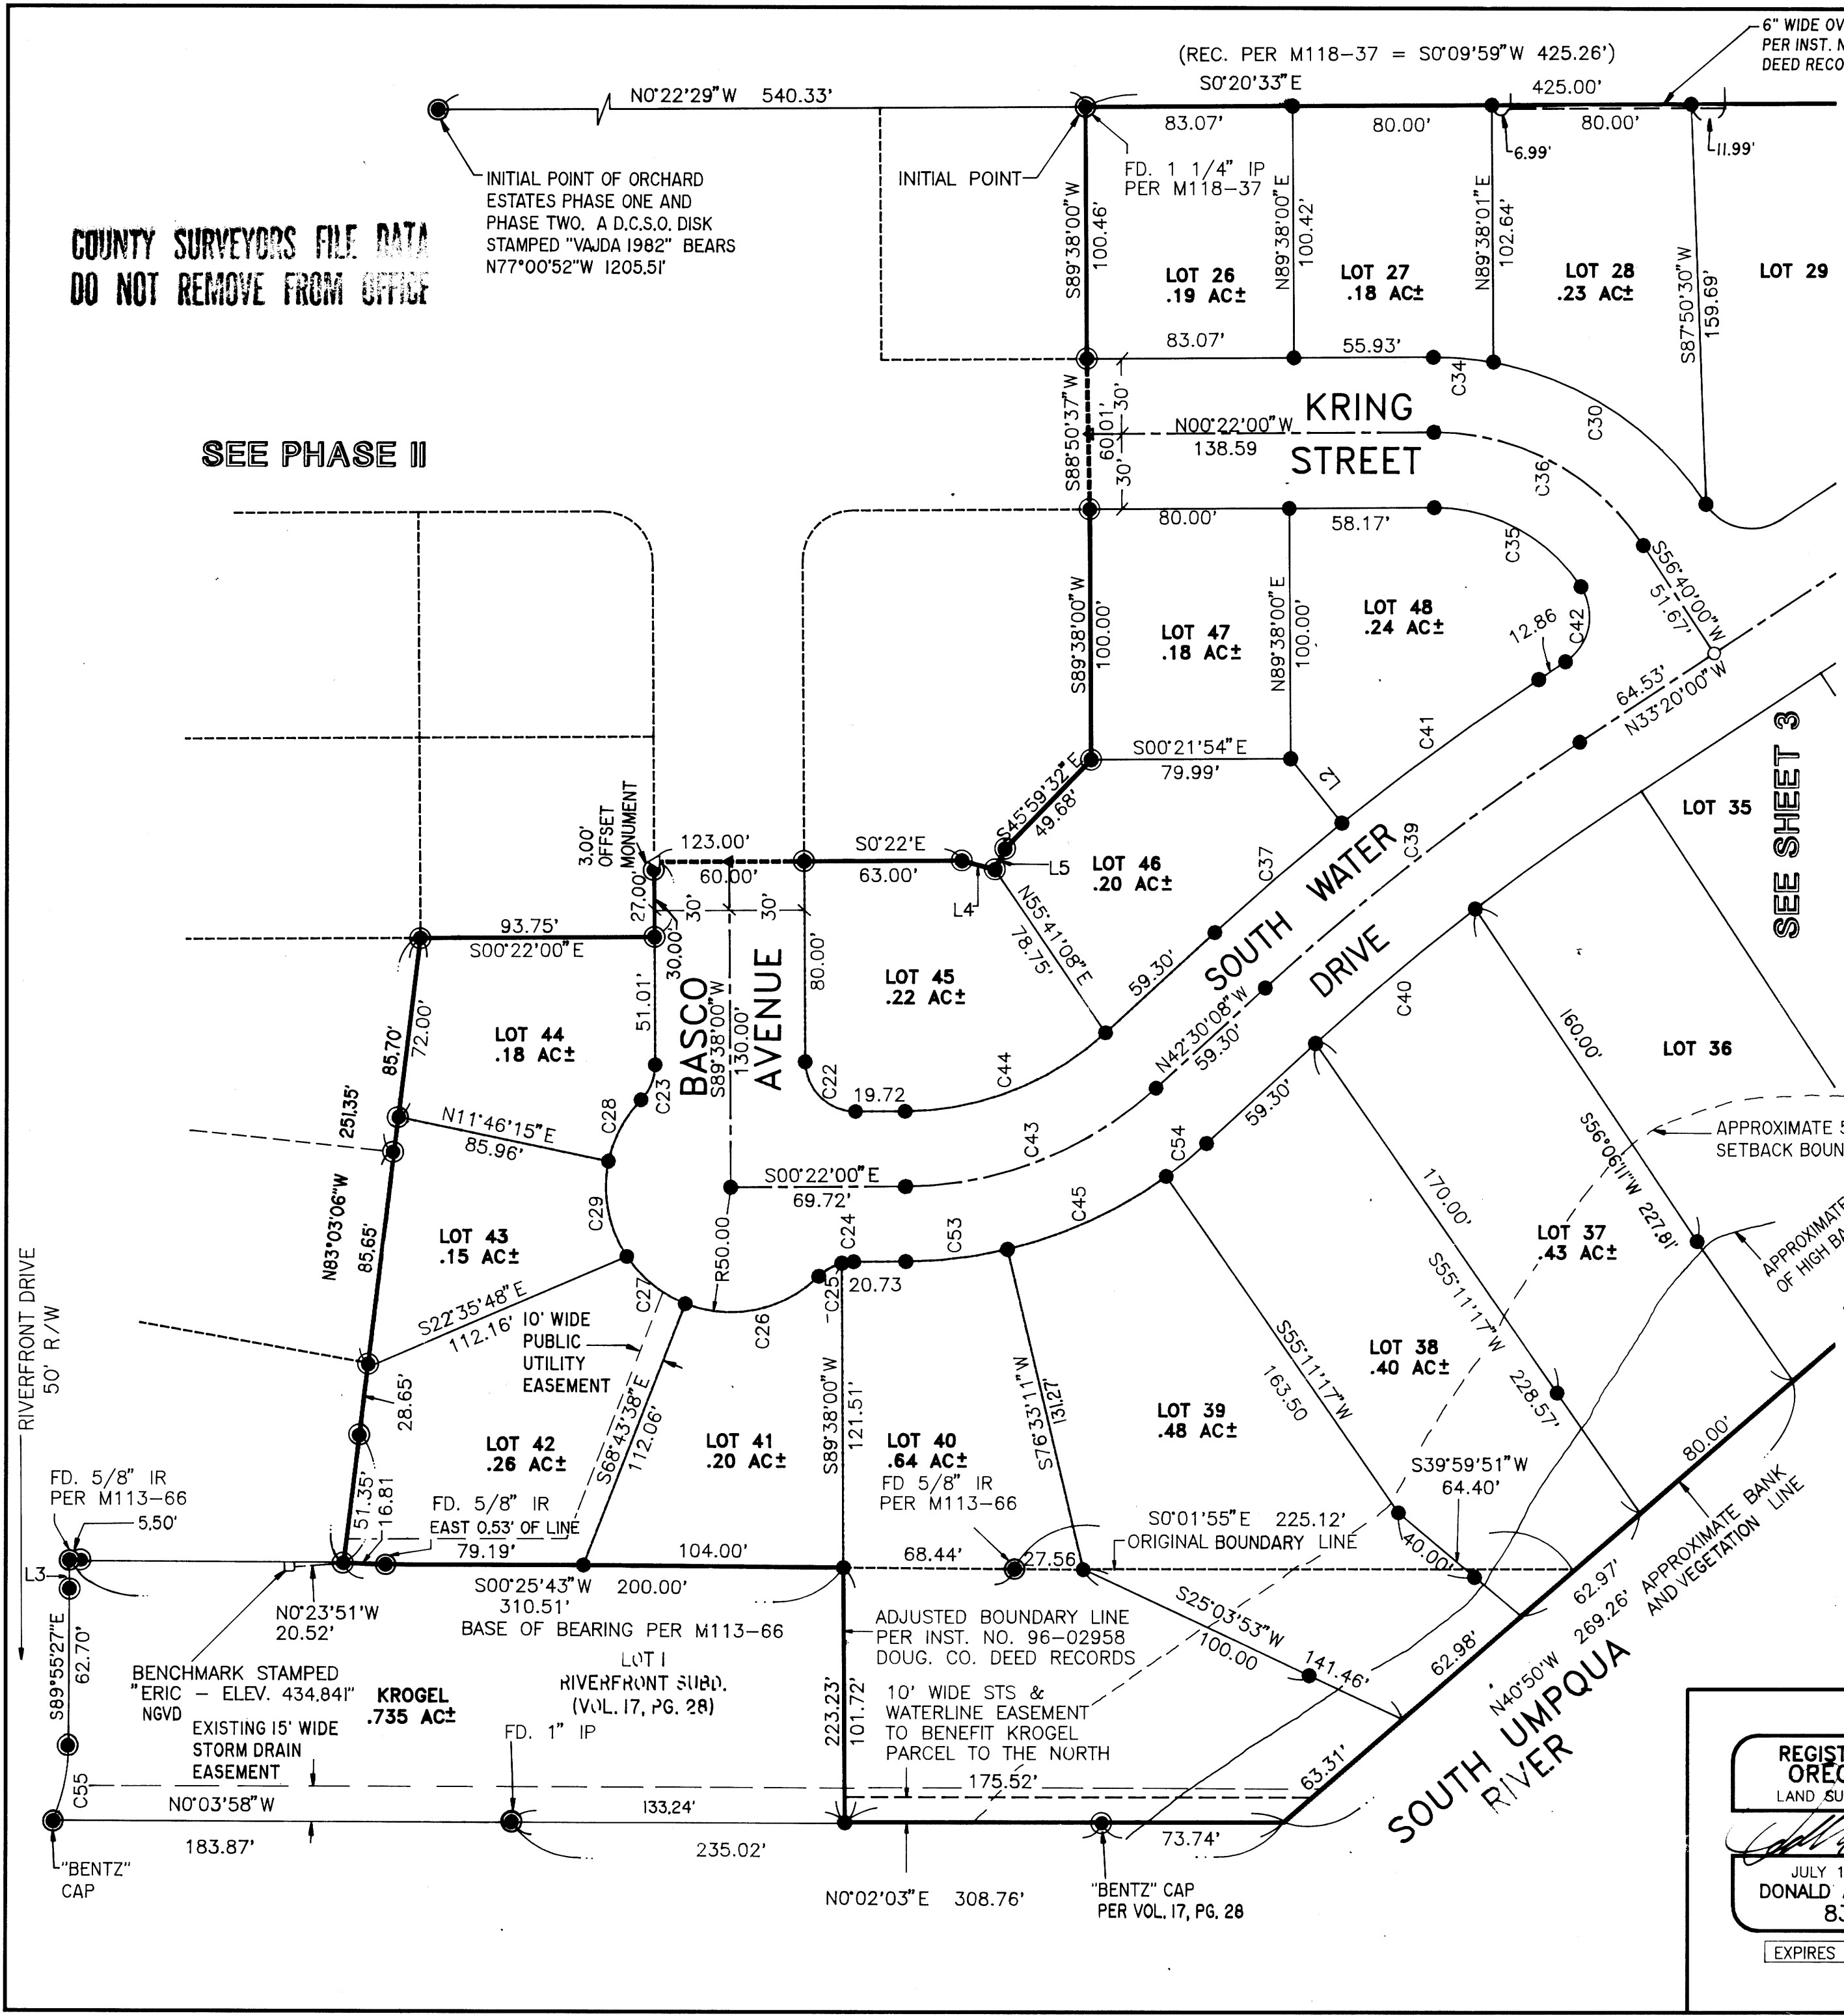 6" WIDE OV
PER INST. N
DEED RECO
(REC. PER M118-37 = S0°09'59"W 425.26')
S0°20'33"E
425.00'
N0°22'29"W 540.33'
83.07'
80.00'
80.00'
6.99'
11.99'
INITIAL POINT OF ORCHARD
ESTATES PHASE ONE AND
PHASE TWO. A D.C.S.O. DISK
STAMPED "VAJDA 1982" BEARS
N77°00'52"W 1205.51'
INITIAL POINT
FD. 1 1/4" IP
PER M118-37
COUNTY SURVEYORS FILE DATA
DO NOT REMOVE FROM OFFICE
S89°38'00"W
100.46'
N89°38'00"E
100.42'
N89°38'01"E
102.64'
S87°50'30"W
159.69'
LOT 26
.19 AC±
LOT 27
.18 AC±
LOT 28
.23 AC±
LOT 29
83.07'
55.93'
C34
C30
S88°50'37"W
60.01'
30'
30'
KRING
STREET
N00°22'00"W
138.59
C36
SEE PHASE II
80.00'
58.17'
C35
S56°40'00"W
51.67'
S89°38'00"W
100.00'
N89°38'00"E
100.00'
LOT 47
.18 AC±
LOT 48
.24 AC±
12.86
C42
64.53'
N33°20'00"W
C41
S00°21'54"E
79.99'
L2
S45°59'32"E
49.68'
SEE SHEET 3
LOT 35
3.00'
OFFSET
MONUMENT
123.00'
60.00'
S0°22'E
63.00'
L5
L4
LOT 46
.20 AC±
C37
C39
SOUTH WATER
DRIVE
27.00'
30'
30'
30.00'
93.75'
S00°22'00"E
N55°41'08"E
78.75'
59.30'
85.70'
72.00'
51.01'
BASCO
AVENUE
S89°38'00"W
130.00'
80.00'
LOT 45
.22 AC±
LOT 44
.18 AC±
N42°30'08"W
59.30'
C40
160.00'
LOT 36
C23
C22
19.72
C44
251.35'
N11°46'15"E
85.96'
C28
C43
C54
59.30'
APPROXIMATE 5
SETBACK BOUN
S56°06'11"W 227.81'
S00°22'00"E
69.72'
C29
C24
C53
C45
170.00'
APPROXIMATE
OF HIGH BA
N83°03'06"W
85.65'
LOT 43
.15 AC±
R50.00
C25
20.73
LOT 37
.43 AC±
RIVERFRONT DRIVE
50' R/W
S22°35'48"E
112.16'
C27
C26
10' WIDE
PUBLIC
UTILITY
EASEMENT
S55°11'17"W
228.57'
S55°11'17"W
163.50
LOT 38
.40 AC±
28.65'
S68°43'38"E
112.06'
S89°38'00"W
121.51'
S76°33'11"W
131.27'
LOT 39
.48 AC±
80.00'
LOT 42
.26 AC±
LOT 41
.20 AC±
LOT 40
.64 AC±
FD 5/8" IR
PER M113-66
S39°59'51"W
64.40'
FD. 5/8" IR
PER M113-66
5.50'
51.35'
16.81
FD. 5/8" IR
EAST 0.53' OF LINE
S0°01'55"E 225.12'
ORIGINAL BOUNDARY LINE
40.00'
APPROXIMATE BANK
AND VEGETATION LINE
L3
79.19'
104.00'
68.44'
27.56
62.97'
S00°25'43"W 200.00'
310.51'
BASE OF BEARING PER M113-66
N0°23'51"W
20.52'
S89°55'27"E
62.70'
ADJUSTED BOUNDARY LINE
PER INST. NO. 96-02958
DOUG. CO. DEED RECORDS
S25°03'53"W
100.00
141.46'
62.98'
N40°50'W 269.26'
LOT 1
RIVERFRONT SUBD.
(VOL. 17, PG. 28)
BENCHMARK STAMPED
"ERIC - ELEV. 434.841"
NGVD
KROGEL
.735 AC±
EXISTING 15' WIDE
STORM DRAIN
EASEMENT
FD. 1" IP
223.23'
101.72'
10' WIDE STS &
WATERLINE EASEMENT
TO BENEFIT KROGEL
PARCEL TO THE NORTH
SOUTH UMPQUA
RIVER
63.31'
175.52'
C55
N0°03'58"W
183.87'
133.24'
235.02'
73.74'
"BENTZ"
CAP
N0°02'03"E 308.76'
"BENTZ" CAP
PER VOL. 17, PG. 28
REGIST
OREG
LAND SU
JULY 1
DONALD
83
EXPIRES